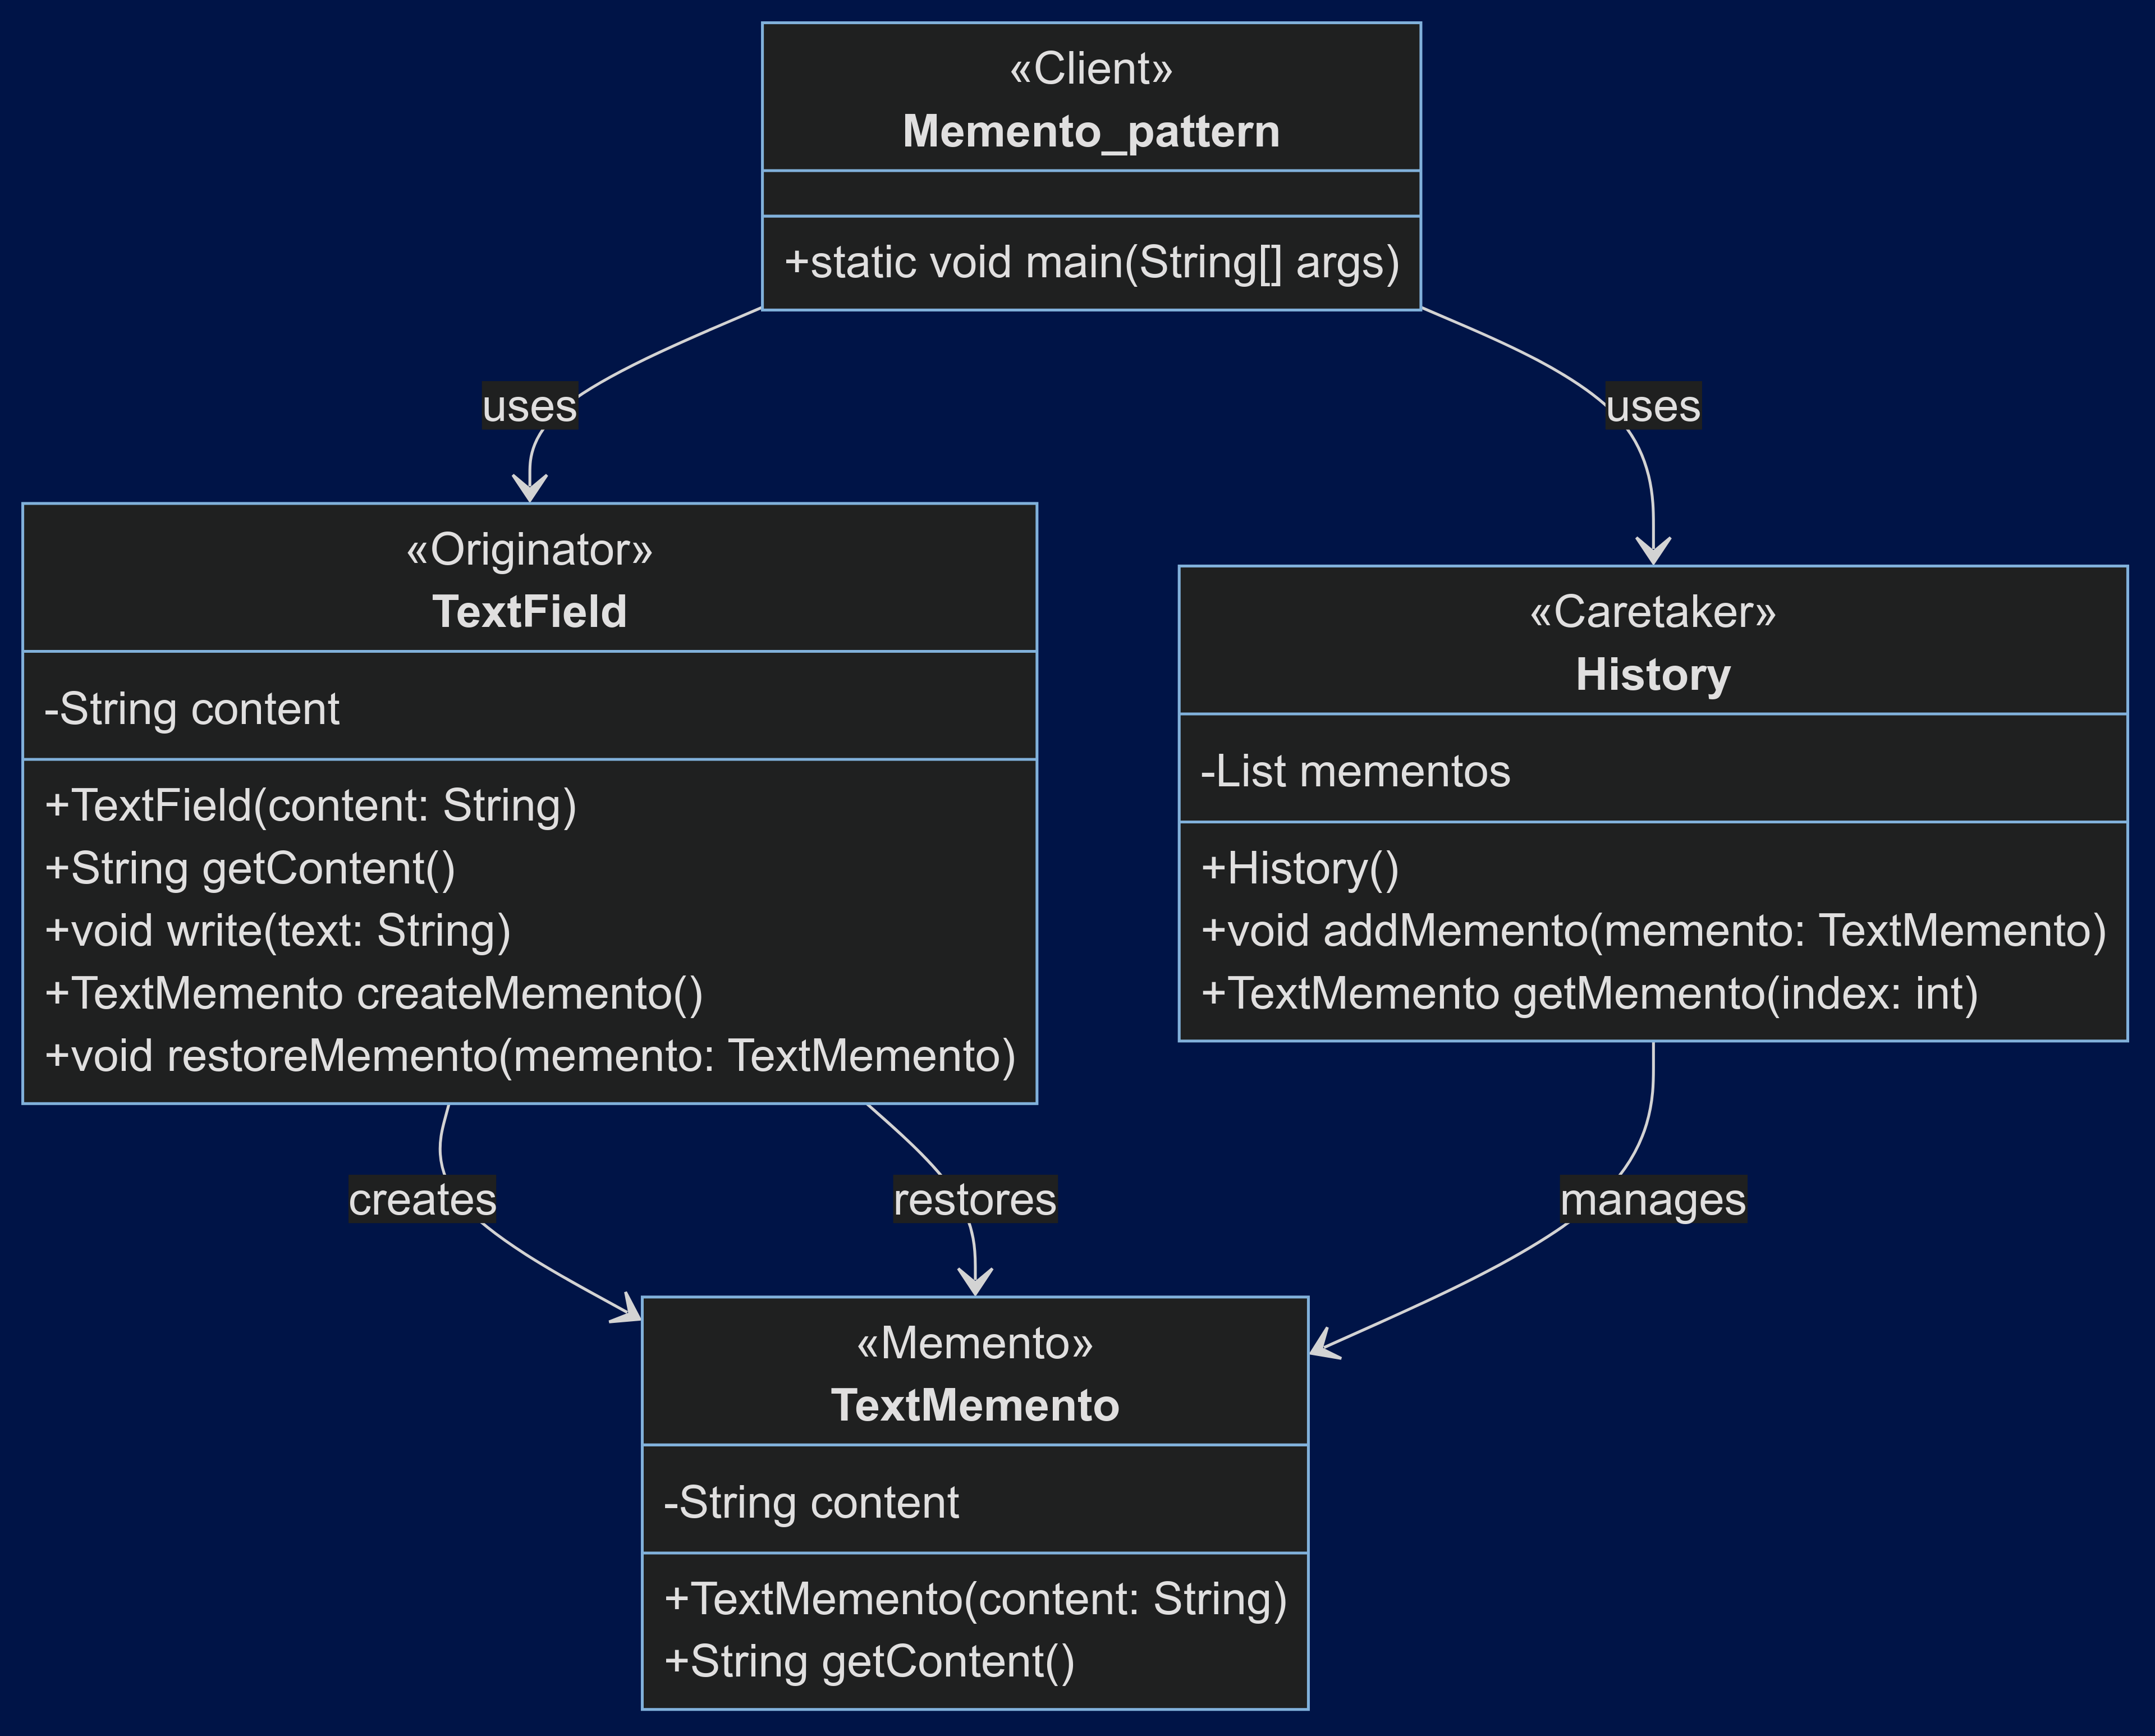 «Client»
Memento_pattern
+static void main(String[] args)
uses
uses
«Originator»
TextField
-String content
+TextField(content: String)
+String getContent()
+void write(text: String)
+TextMemento createMemento()
+void restoreMemento(memento: TextMemento)
«Caretaker»
History
-List mementos
+History()
+void addMemento(memento: TextMemento)
+TextMemento getMemento(index: int)
creates
restores
manages
«Memento»
TextMemento
-String content
+TextMemento(content: String)
+String getContent()